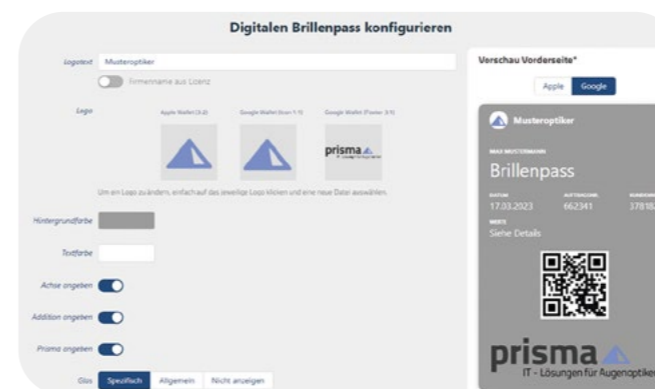 Digitalen Brillenpass konfigurieren
Logotext
Musteroptiker
Firmenname aus Lizenz
Logo
Apple Wallet (3:2)
Google Wallet (Icon 1:1)
Google Wallet (Footer 3:1)
prisma
Um ein Logo zu ändern, einfach auf das jeweilige Logo klicken und eine neue Datei auswählen.
Hintergrundfarbe
Textfarbe
Achse angeben
Addition angeben
Prisma angeben
Glas
Spezifisch
Allgemein
Nicht anzeigen
Vorschau Vorderseite*
Apple
Google
Musteroptiker
MAX MUSTERMANN
Brillenpass
DATUM
17.03.2023
662341
37818
WERTE
Siehe Details
prisma
IT - Lösungen für Augenoptiker